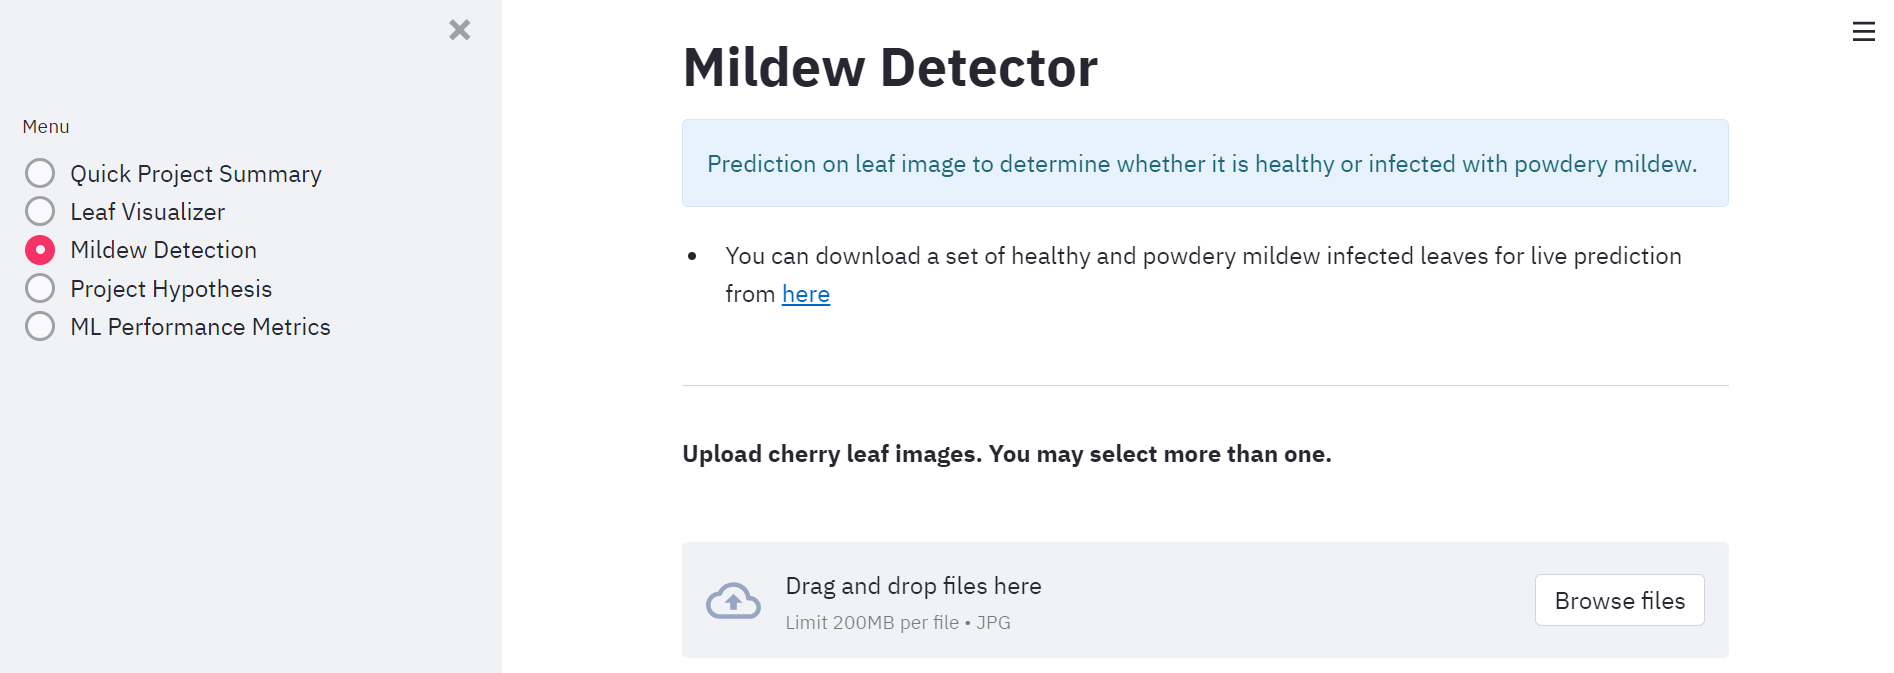 Menu
Quick Project Summary
Leaf Visualizer
Mildew Detection
Project Hypothesis
ML Performance Metrics
Mildew Detector
Prediction on leaf image to determine whether it is healthy or infected with powdery mildew.
• You can download a set of healthy and powdery mildew infected leaves for live prediction
from here
Upload cherry leaf images. You may select more than one.
Drag and drop files here
Limit 200MB per file • JPG
Browse files